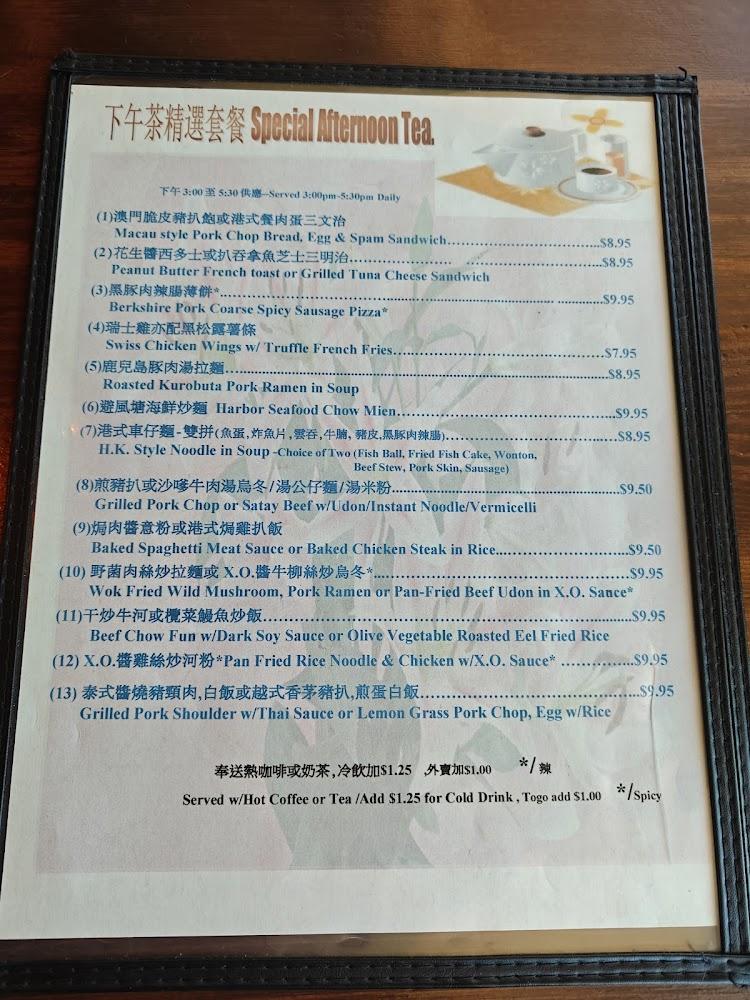 下午茶精選套餐 Special Afternoon Tea.
下午 3:00 至 5:30 供應--Served 3:00pm-5:30pm Daily
(1)澳門脆皮豬扒飽或港式餐肉蛋三文治
Macau style Pork Chop Bread, Egg & Spam Sandwich..........$8.95
(2)花生醬西多士或扒吞拿魚芝士三明治..........$8.95
Peanut Butter French toast or Grilled Tuna Cheese Sandwich
(3)黑豚肉辣腸薄餅*..........$9.95
Berkshire Pork Coarse Spicy Sausage Pizza*
(4)瑞士雞亦配黑松露薯條
Swiss Chicken Wings w/ Truffle French Fries..........$7.95
(5)鹿兒島豚肉湯拉麵..........$8.95
Roasted Kurobuta Pork Ramen in Soup
(6)避風塘海鮮炒麵 Harbor Seafood Chow Mien..........$9.95
(7)港式車仔麵-雙拼(魚蛋,炸魚片,雲吞,牛腩,豬皮,黑豚肉辣腸)..........$8.95
H.K. Style Noodle in Soup -Choice of Two (Fish Ball, Fried Fish Cake, Wonton,
Beef Stew, Pork Skin, Sausage)
(8)煎豬扒或沙嗲牛肉湯烏冬/湯公仔麵/湯米粉..........$9.50
Grilled Pork Chop or Satay Beef w/Udon/Instant Noodle/Vermicelli
(9)焗肉醬意粉或港式焗雞扒飯
Baked Spaghetti Meat Sauce or Baked Chicken Steak in Rice..........$9.50
(10) 野菌肉絲炒拉麵或 X.O.醬牛柳絲炒烏冬*..........$9.95
Wok Fried Wild Mushroom, Pork Ramen or Pan-Fried Beef Udon in X.O. Sauce*
(11)干炒牛河或欖菜鰻魚炒飯..........$9.95
Beef Chow Fun w/Dark Soy Sauce or Olive Vegetable Roasted Eel Fried Rice
(12) X.O.醬雞絲炒河粉*Pan Fried Rice Noodle & Chicken w/X.O. Sauce* ..........$9.95
(13) 泰式醬燒豬頸肉,白飯或越式香茅豬扒,煎蛋白飯..........$9.95
Grilled Pork Shoulder w/Thai Sauce or Lemon Grass Pork Chop, Egg w/Rice
奉送熱咖啡或奶茶,冷飲加$1.25 ,外賣加$1.00 */辣
Served w/Hot Coffee or Tea /Add $1.25 for Cold Drink , Togo add $1.00 */Spicy